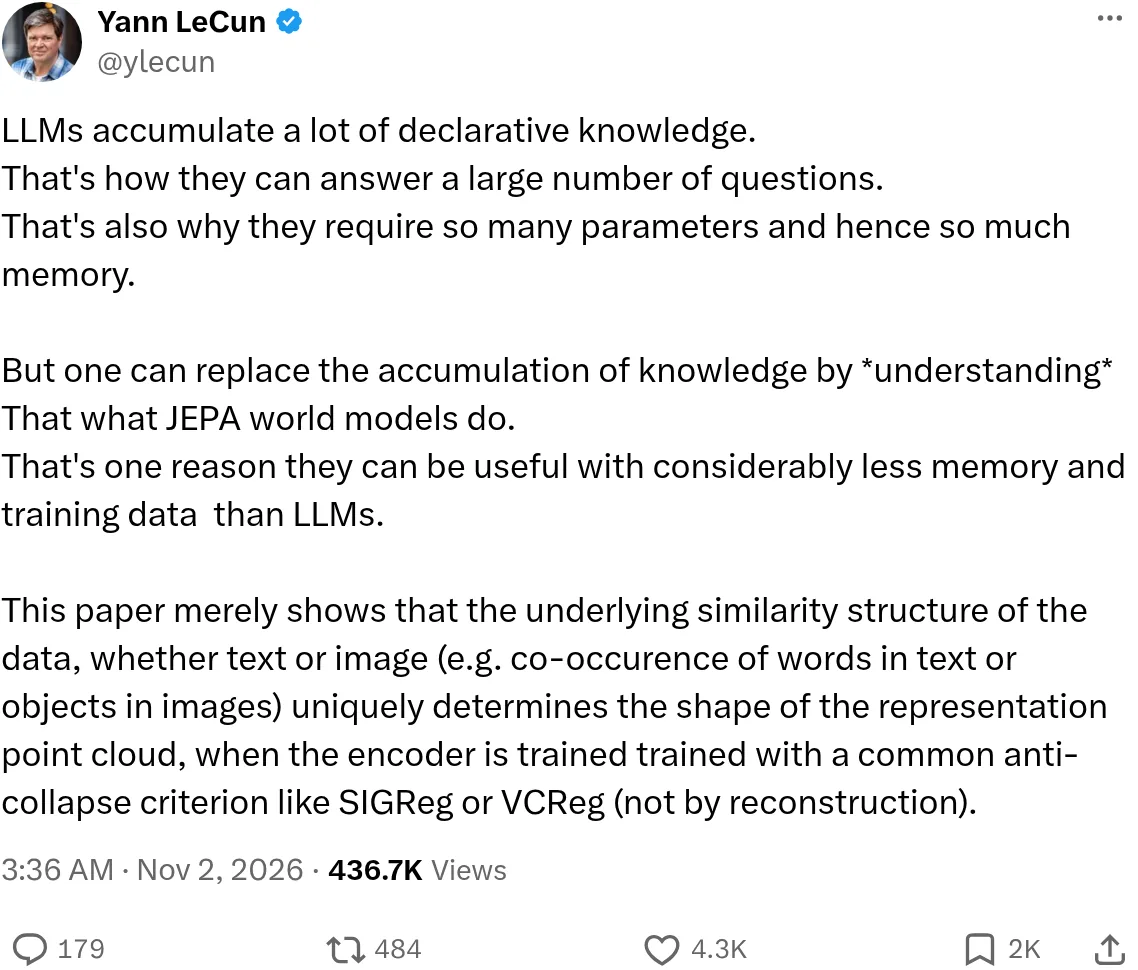 Yann LeCun
@ylecun
LLMs accumulate a lot of declarative knowledge.
That's how they can answer a large number of questions.
That's also why they require so many parameters and hence so much
memory.
But one can replace the accumulation of knowledge by *understanding*
That what JEPA world models do.
That's one reason they can be useful with considerably less memory and
training data  than LLMs.
This paper merely shows that the underlying similarity structure of the
data, whether text or image (e.g. co-occurence of words in text or
objects in images) uniquely determines the shape of the representation
point cloud, when the encoder is trained trained with a common anti-
collapse criterion like SIGReg or VCReg (not by reconstruction).
3:36 AM · Nov 2, 2026 · 436.7K Views
179 484 4.3K 2K